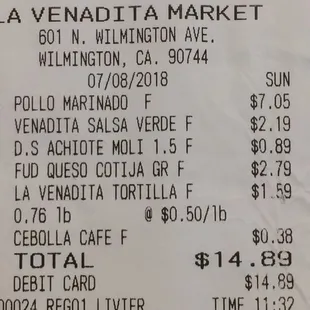 LA VENADITA MARKET
601 N. WILMINGTON AVE.
WILMINGTON, CA. 90744
07/08/2018 SUN
POLLO MARINADO F $7.05
VENADITA SALSA VERDE F $2.19
D.S ACHIOTE MOLI 1.5 F $0.89
FUD QUESO COTIJA GR F $2.79
LA VENADITA TORTILLA F $1.59
0.76 lb @ $0.50/lb
CEBOLLA CAFE F $0.38
TOTAL $14.89
DEBIT CARD $14.89
00024 REG01 LIVIER TIME 11:32